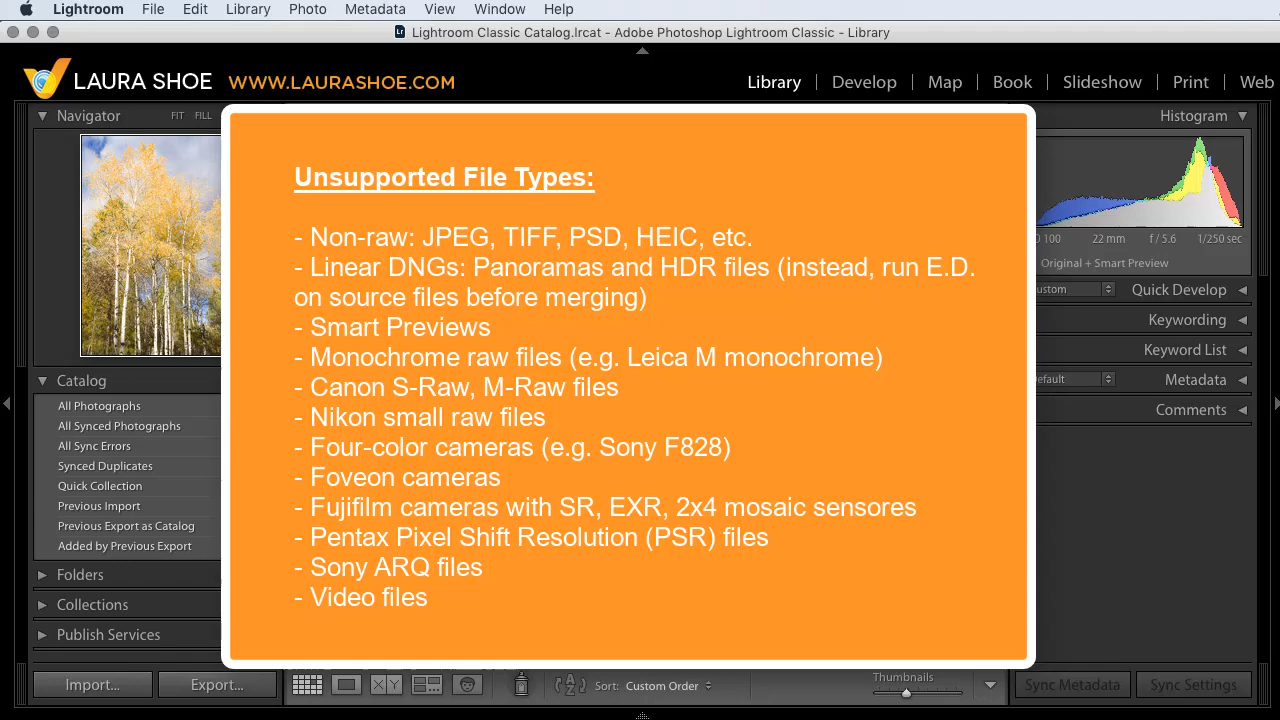 Lightroom File Edit Library Photo Metadata View Window Help
Lr Lightroom Classic Catalog.lrcat - Adobe Photoshop Lightroom Classic - Library
LAURA SHOE WWW.LAURASHOE.COM
Library | Develop | Map | Book | Slideshow | Print | Web
Navigator FIT FILL
Histogram
Unsupported File Types:
- Non-raw: JPEG, TIFF, PSD, HEIC, etc.
- Linear DNGs: Panoramas and HDR files (instead, run E.D.
on source files before merging)
- Smart Previews
- Monochrome raw files (e.g. Leica M monochrome)
- Canon S-Raw, M-Raw files
- Nikon small raw files
- Four-color cameras (e.g. Sony F828)
- Foveon cameras
- Fujifilm cameras with SR, EXR, 2x4 mosaic sensores
- Pentax Pixel Shift Resolution (PSR) files
- Sony ARQ files
- Video files
Catalog
All Photographs
All Synced Photographs
All Sync Errors
Synced Duplicates
Quick Collection
Previous Import
Previous Export as Catalog
Added by Previous Export
Folders
Collections
Publish Services
Import... Export...
100 22 mm f / 5.6 1/250 sec
Original + Smart Preview
Quick Develop
Keywording
Keyword List
Metadata
Comments
Sort: Custom Order
Thumbnails
Sync Metadata Sync Settings